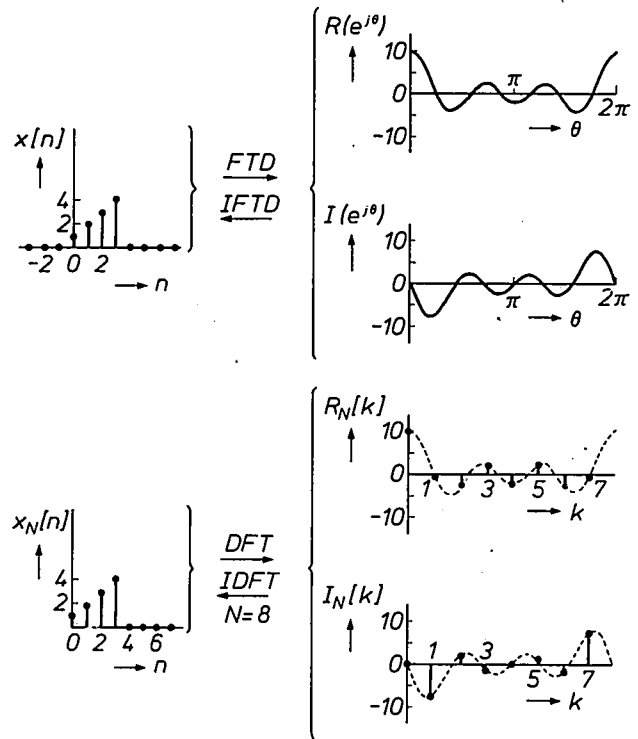 R(e^{jθ})
10
0
-10
π
2π
→ θ
x[n]
4
2
-2 0 2
→ n
FTD
IFTD
I(e^{jθ})
10
0
-10
π
2π
→ θ
R_N[k]
10
0
-10
1 3 5 7
→ k
x_N[n]
4
2
0 2 4 6
→ n
DFT
IDFT
N=8
I_N[k]
10
0
-10
1 3 5 7
→ k